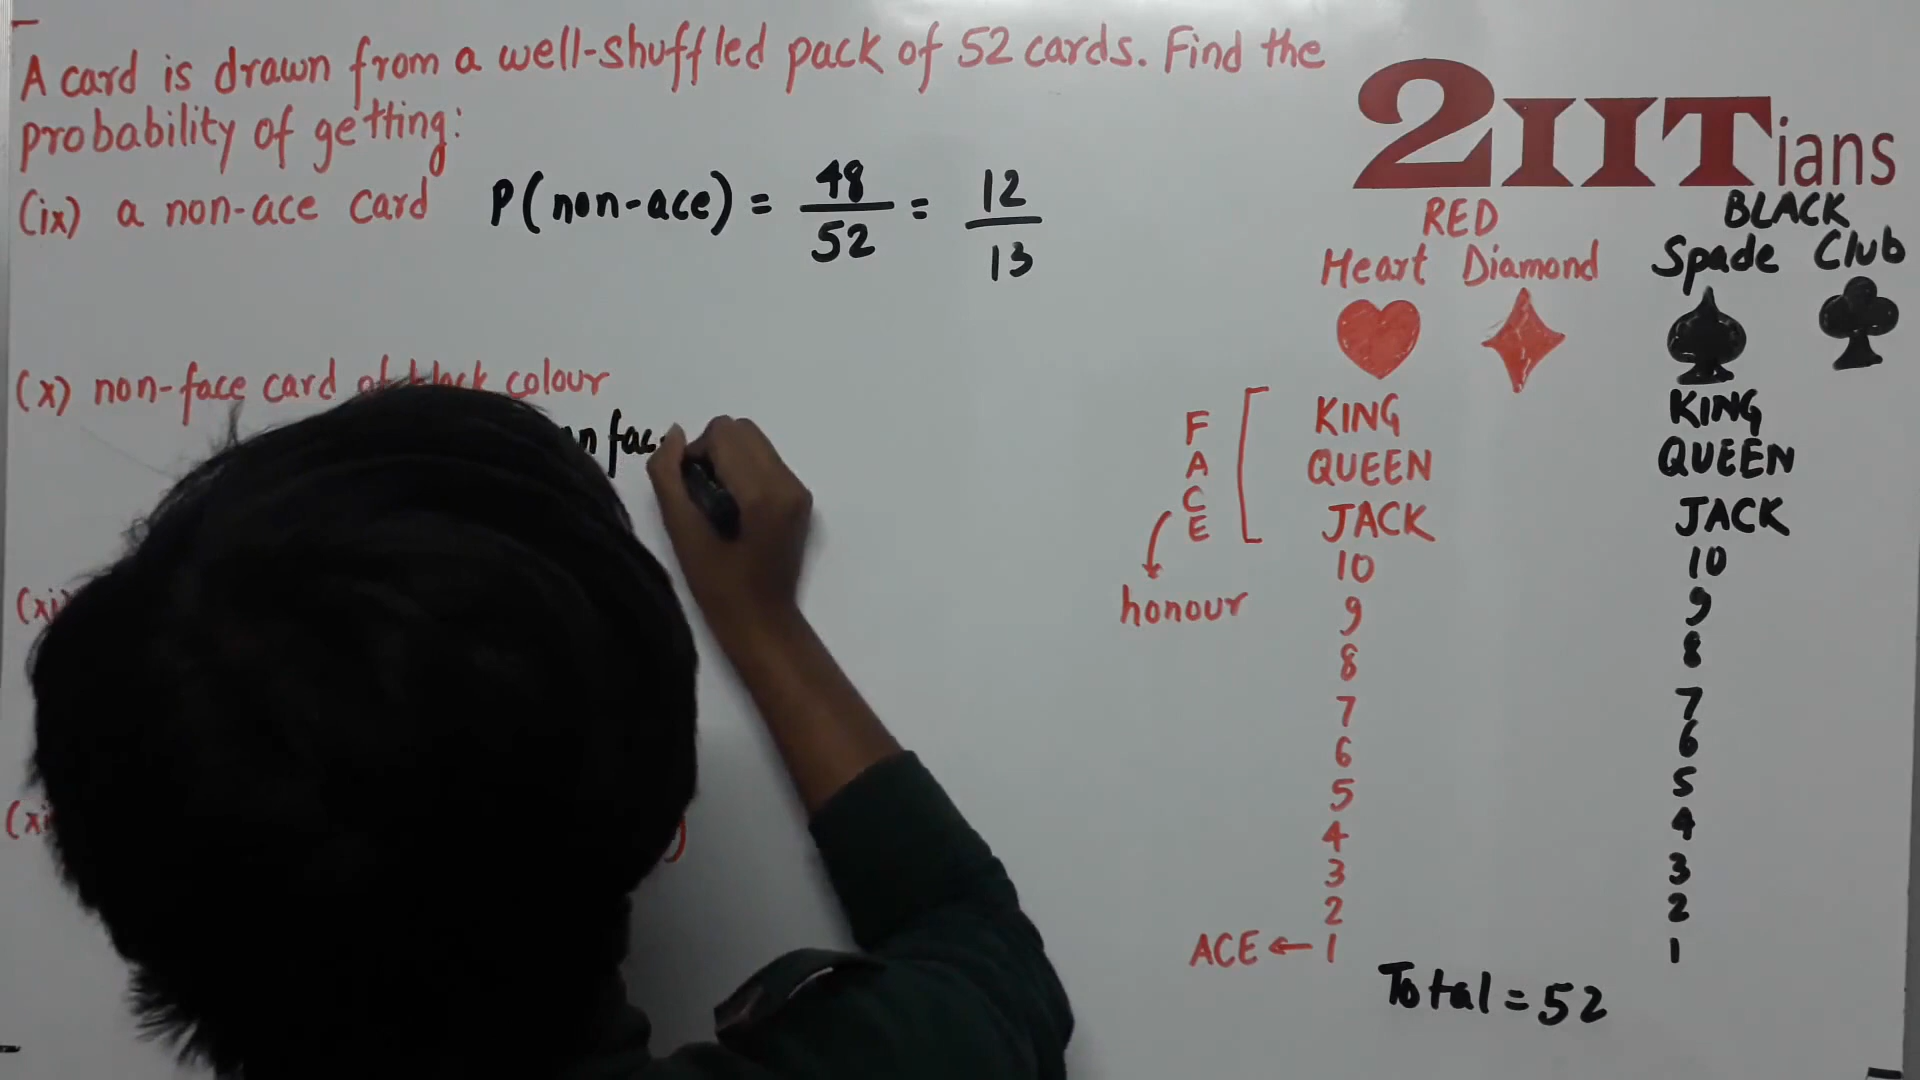 A card is drawn from a well-shuffled pack of 52 cards. Find the
probability of getting:
(ix) a non-ace card P(non-ace) = 48/52 = 12/13
(x) non-face card of black colour
2IITians
RED BLACK
Heart Diamond Spade Club
FACE
honour
KING KING
QUEEN QUEEN
JACK JACK
10 10
9 9
8 8
7 7
6 6
5 5
4 4
3 3
2 2
ACE ← 1 1
Total = 52